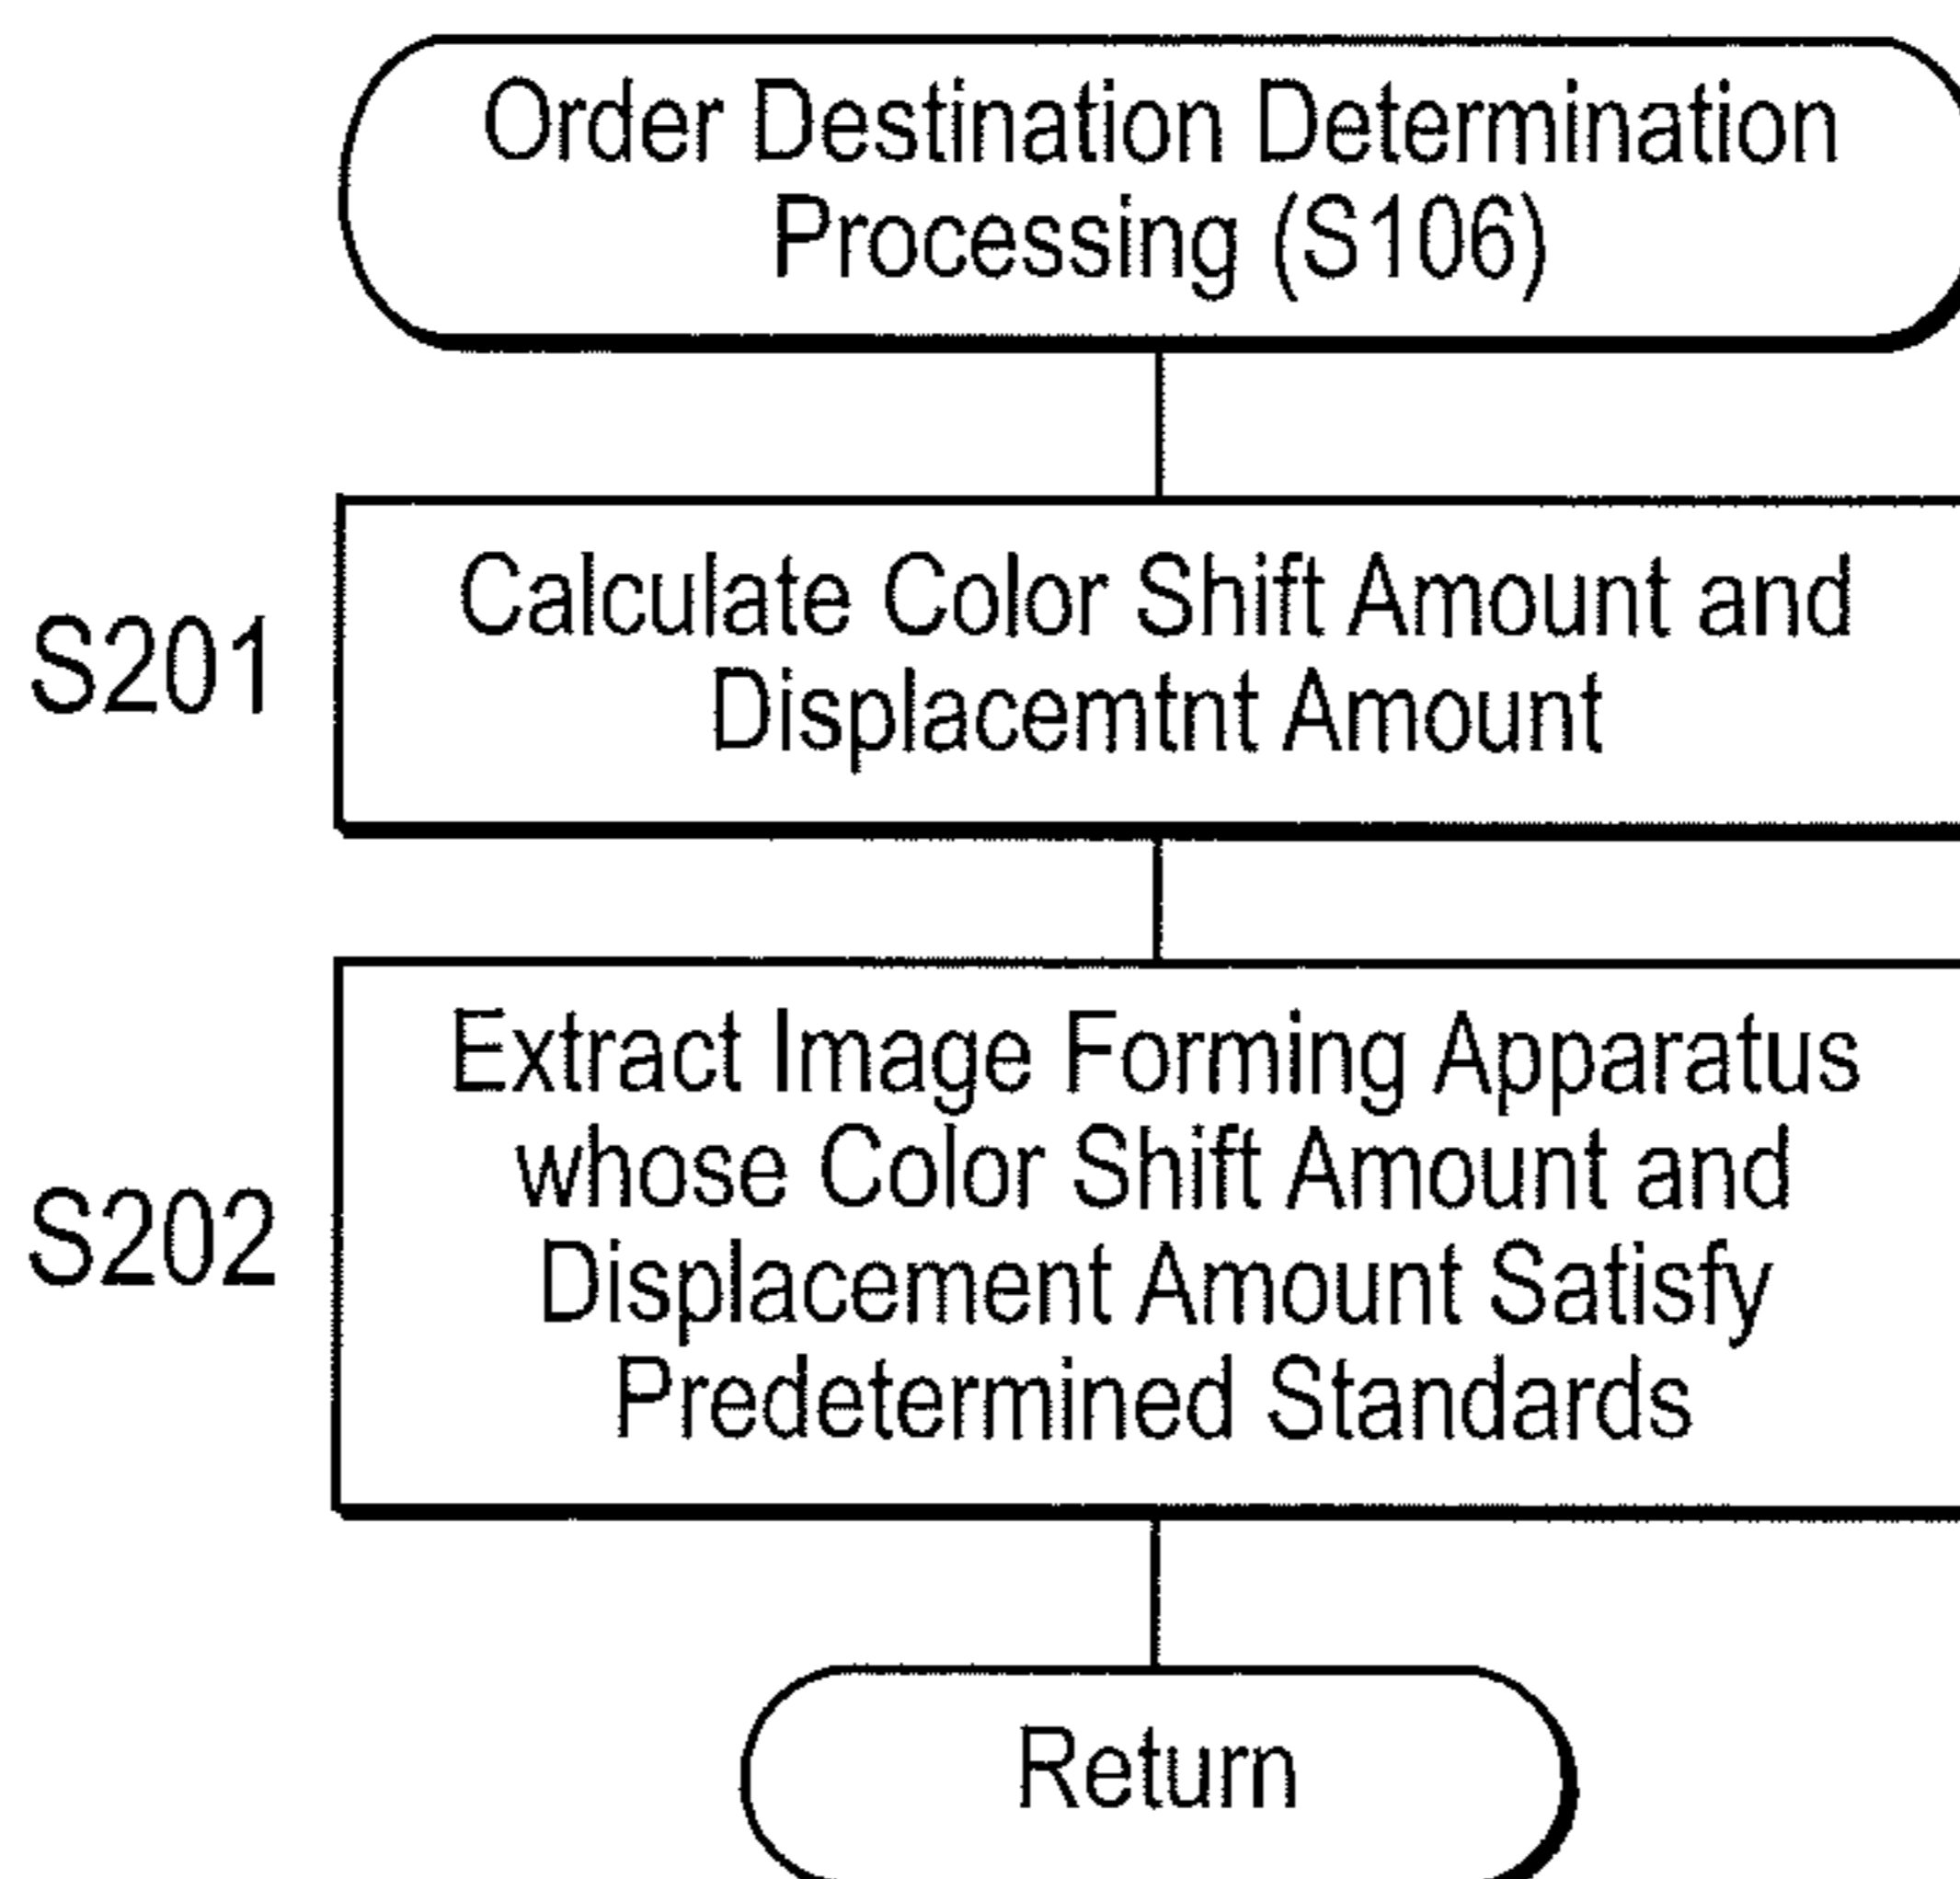 Order Destination Determination
Processing (S106)
S201
Calculate Color Shift Amount and
Displacemtnt Amount
S202
Extract Image Forming Apparatus
whose Color Shift Amount and
Displacement Amount Satisfy
Predetermined Standards
Return